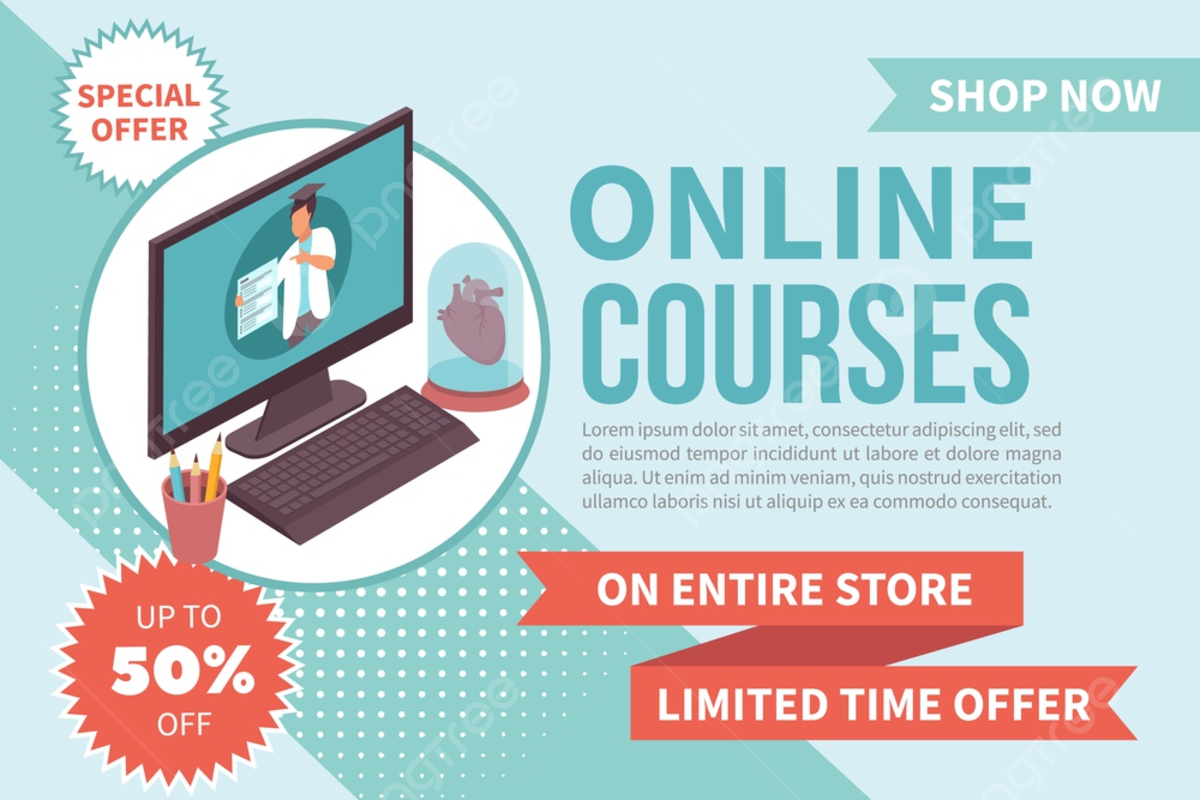 SPECIAL
OFFER
SHOP NOW
ONLINE
COURSES
Lorem ipsum dolor sit amet, consectetur adipiscing elit, sed
do eiusmod tempor incididunt ut labore et dolore magna
aliqua. Ut enim ad minim veniam, quis nostrud exercitation
ullamco laboris nisi ut aliquip ex ea commodo consequat.
ON ENTIRE STORE
LIMITED TIME OFFER
UP TO
50%
OFF
pngtree